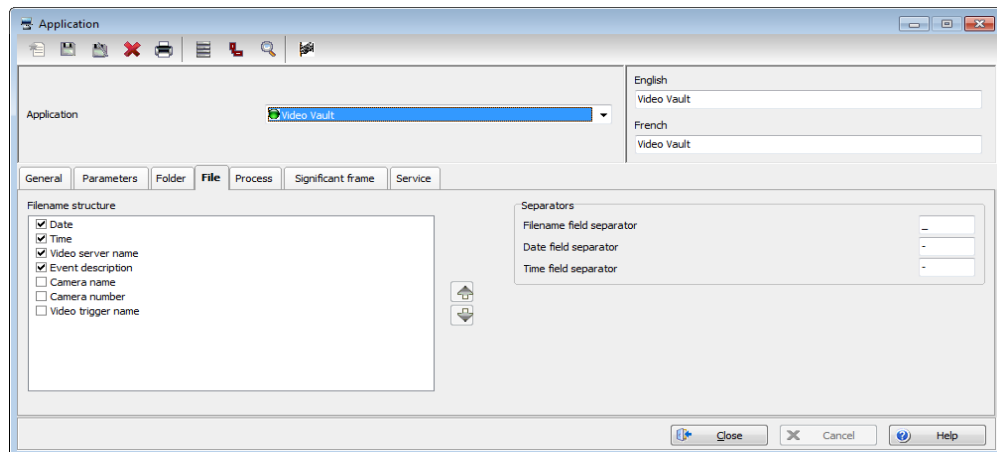 Application
English
Video Vault
Application
Video Vault
French
Video Vault
General Parameters Folder File Process Significant frame Service
Filename structure
Date
Time
Video server name
Event description
Camera name
Camera number
Video trigger name
Separators
Filename field separator _
Date field separator -
Time field separator -
Close Cancel Help